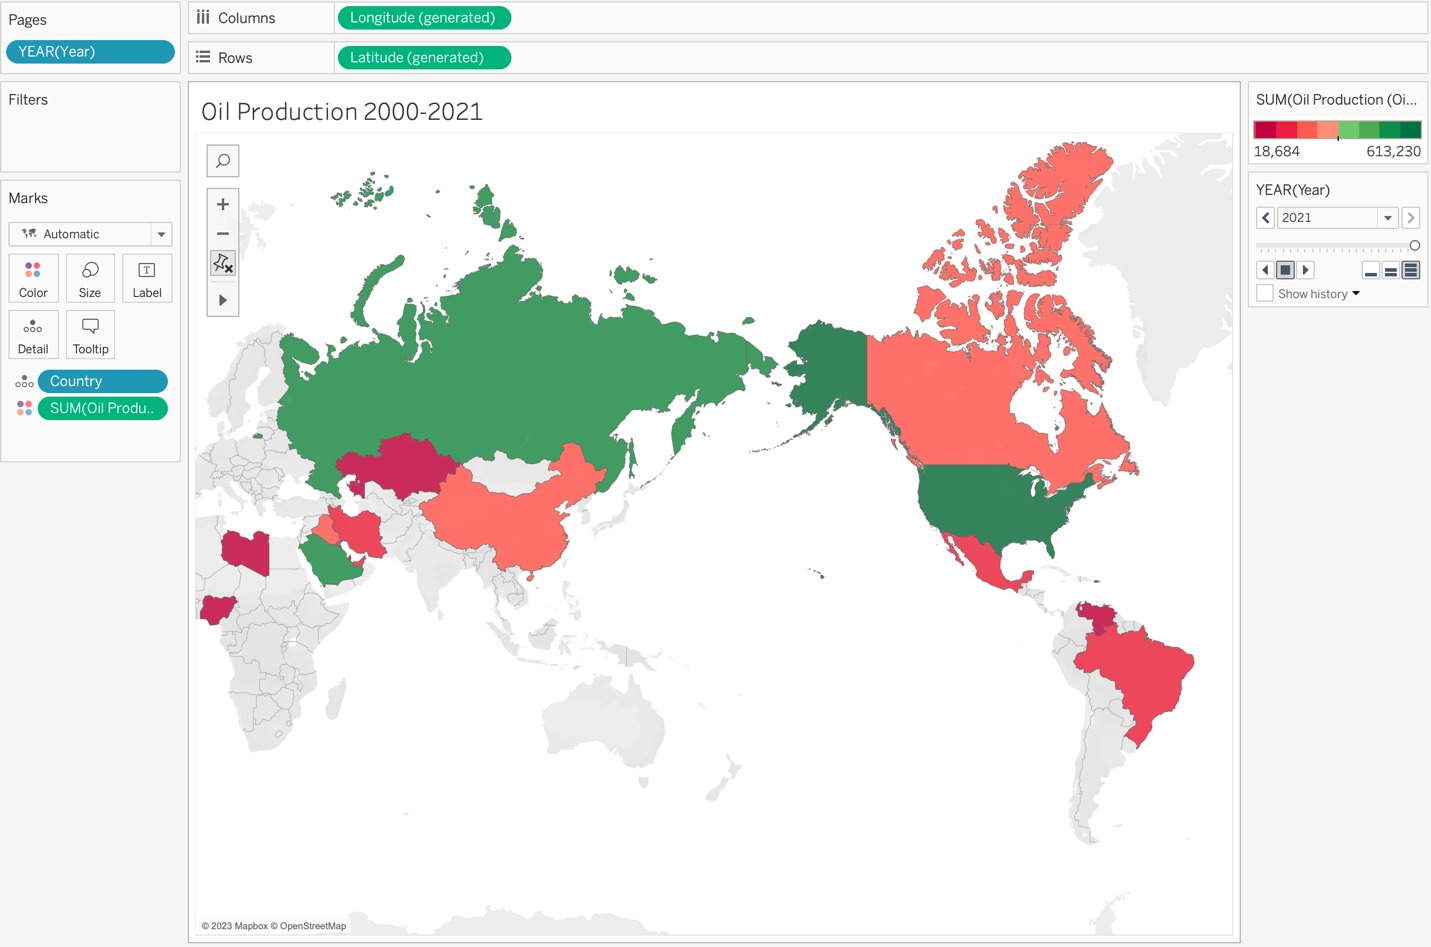 Pages
YEAR(Year)
Columns
Longitude (generated)
Rows
Latitude (generated)
Filters
Marks
Automatic
Color
Size
T
Label
Detail
Tooltip
Country
SUM(Oil Produ..
Oil Production 2000-2021
© 2023 Mapbox © OpenStreetMap
SUM(Oil Production (Oi...
18,684 613,230
YEAR(Year)
2021
Show history